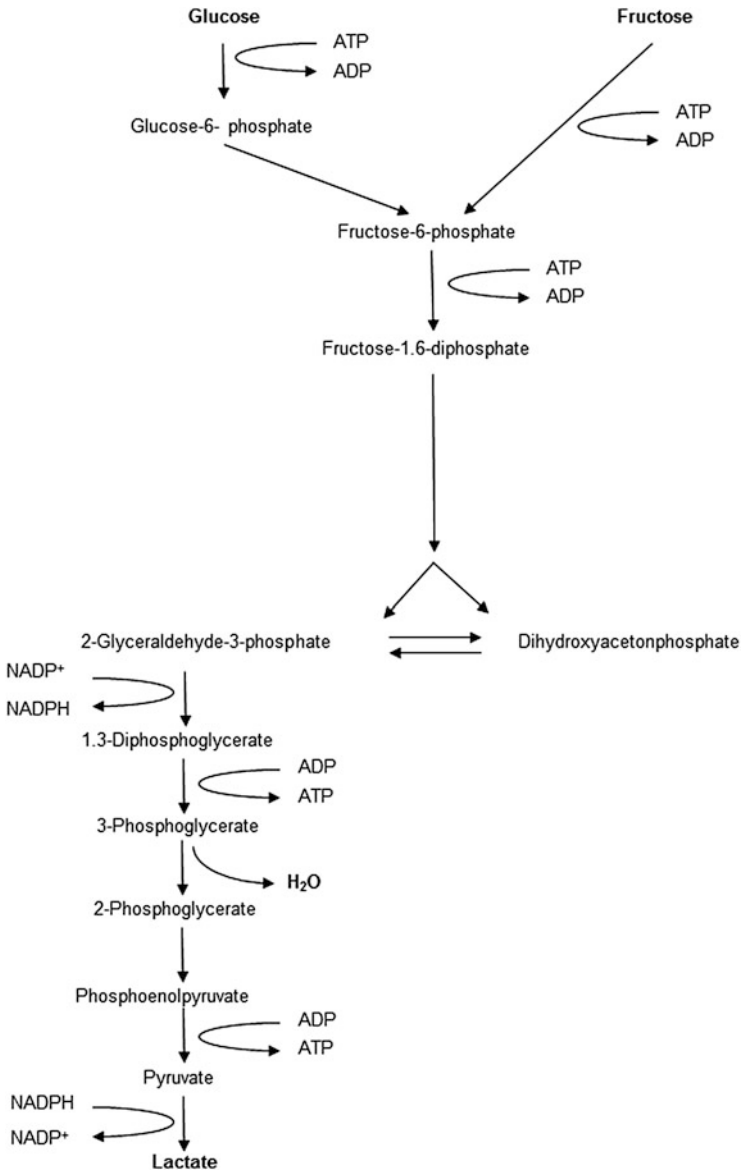 Glucose
Fructose
ATP
ADP
Glucose-6- phosphate
ATP
ADP
Fructose-6-phosphate
ATP
ADP
Fructose-1.6-diphosphate
2-Glyceraldehyde-3-phosphate
Dihydroxyacetonphosphate
NADP⁺
NADPH
1.3-Diphosphoglycerate
ADP
ATP
3-Phosphoglycerate
H₂O
2-Phosphoglycerate
Phosphoenolpyruvate
ADP
ATP
Pyruvate
NADPH
NADP⁺
Lactate